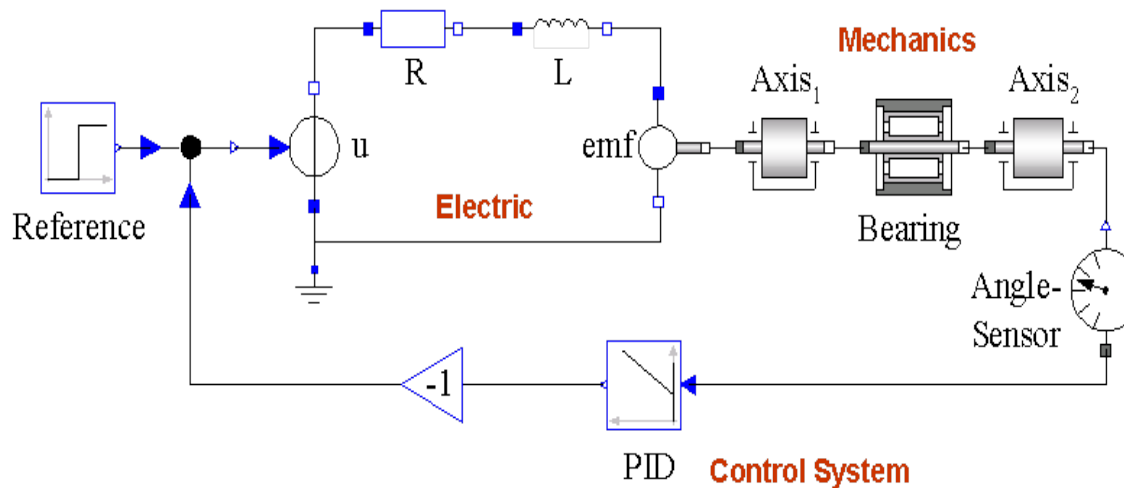 Mechanics
R
L
Axis₁
Axis₂
u
emf
Electric
Reference
Bearing
Angle-
Sensor
-1
PID
Control System